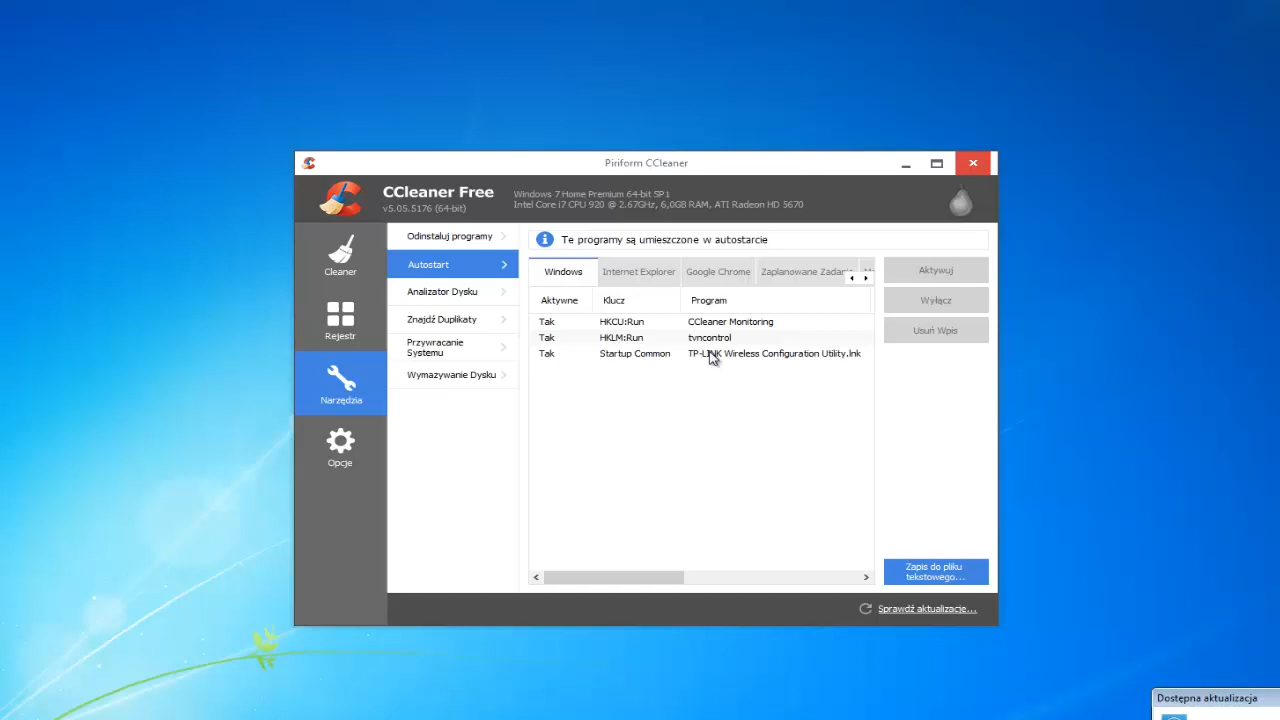 Piriform CCleaner
CCleaner Free
v5.05.5176 (64-bit)
Windows 7 Home Premium 64-bit SP1
Intel Core i7 CPU 920 @ 2.67GHz, 6,0GB RAM, ATI Radeon HD 5670
Cleaner
Rejestr
Narzędzia
Opcje
Odinstaluj programy
Autostart
Analizator Dysku
Znajdź Duplikaty
Przywracanie
Systemu
Wymazywanie Dysku
Te programy są umieszczone w autostarcie
Windows Internet Explorer Google Chrome Zaplanowane Zadania
Aktywne Klucz Program
Tak HKCU:Run CCleaner Monitoring
Tak HKLM:Run tvncontrol
Tak Startup Common TP-LINK Wireless Configuration Utility.lnk
Aktywuj
Wyłącz
Usuń Wpis
Zapis do pliku
tekstowego...
Sprawdź aktualizacje...
Dostępna aktualizacja